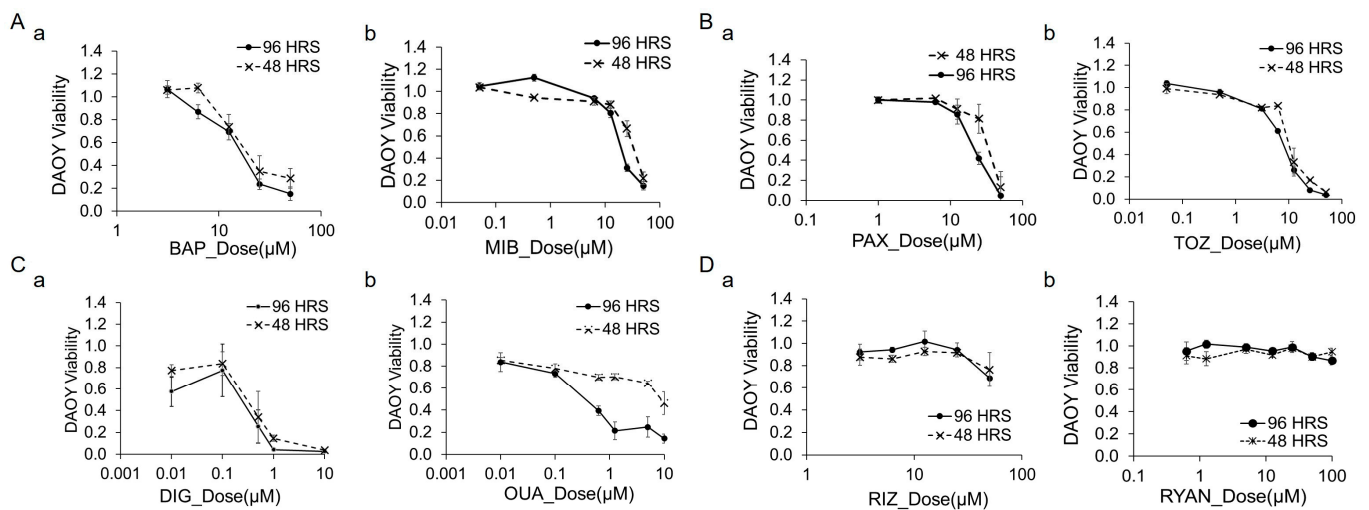 A
a
96 HRS
48 HRS
1.4
1.2
1.0
0.8
0.6
0.4
0.2
0.0
DAOY Viability
1
10
100
BAP_Dose(µM)
b
96 HRS
48 HRS
1.4
1.2
1.0
0.8
0.6
0.4
0.2
0.0
DAOY Viability
0.01
0.1
1
10
100
MIB_Dose(µM)
B
a
48 HRS
96 HRS
1.4
1.2
1.0
0.8
0.6
0.4
0.2
0.0
DAOY Viability
0.1
1
10
100
PAX_Dose(µM)
b
96 HRS
48 HRS
1.4
1.2
1.0
0.8
0.6
0.4
0.2
0.0
DAOY Viability
0.01
0.1
1
10
100
TOZ_Dose(µM)
C
a
96 HRS
48 HRS
1.4
1.2
1.0
0.8
0.6
0.4
0.2
0.0
DAOY Viability
0.001
0.01
0.1
1
10
DIG_Dose(µM)
b
96 HRS
48 HRS
1.4
1.2
1.0
0.8
0.6
0.4
0.2
0.0
DAOY Viability
0.001
0.01
0.1
1
10
OUA_Dose(µM)
D
a
1.4
1.2
1.0
0.8
0.6
0.4
0.2
0.0
DAOY Viability
96 HRS
48 HRS
1
10
100
RIZ_Dose(µM)
b
1.4
1.2
1.0
0.8
0.6
0.4
0.2
0.0
DAOY Viability
96 HRS
48 HRS
0.1
1
10
100
RYAN_Dose(µM)